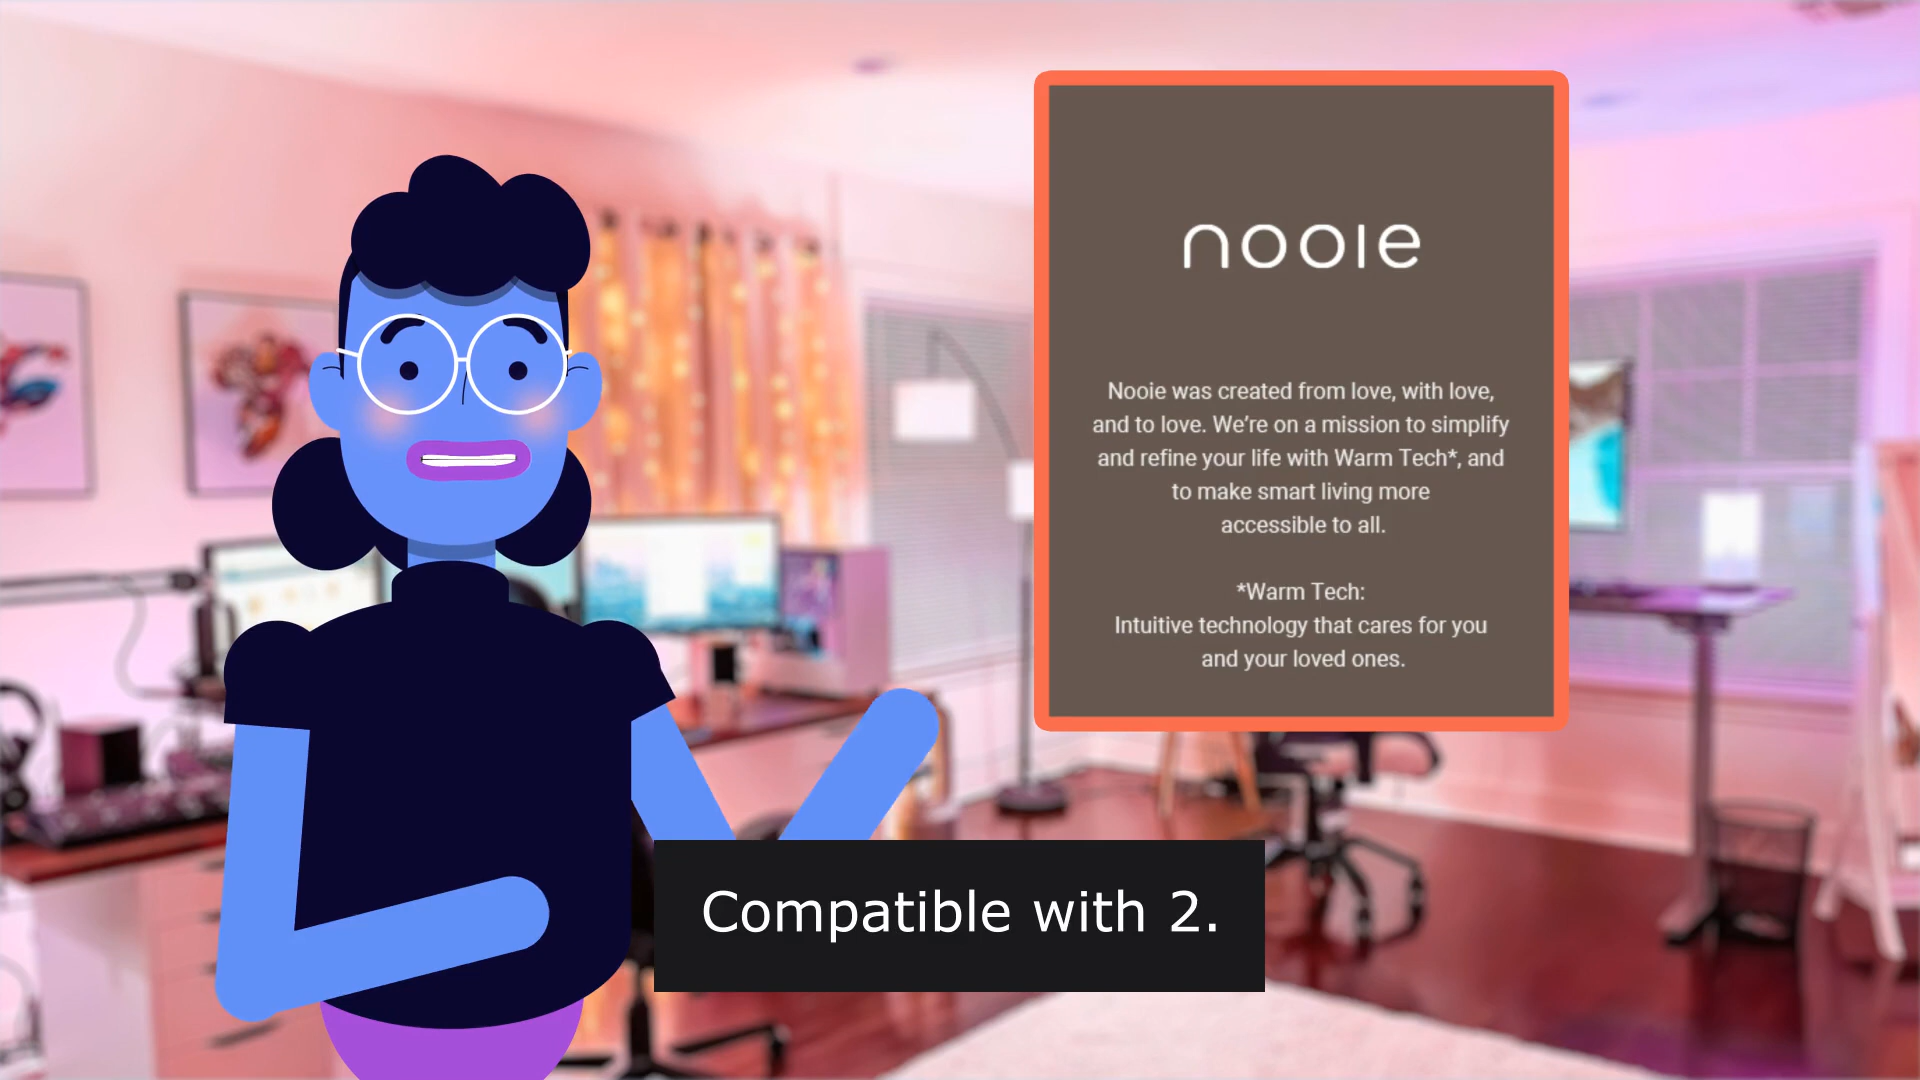 nooie
Nooie was created from love, with love,
and to love. We’re on a mission to simplify
and refine your life with Warm Tech*, and
to make smart living more
accessible to all.
*Warm Tech:
Intuitive technology that cares for you
and your loved ones.
Compatible with 2.